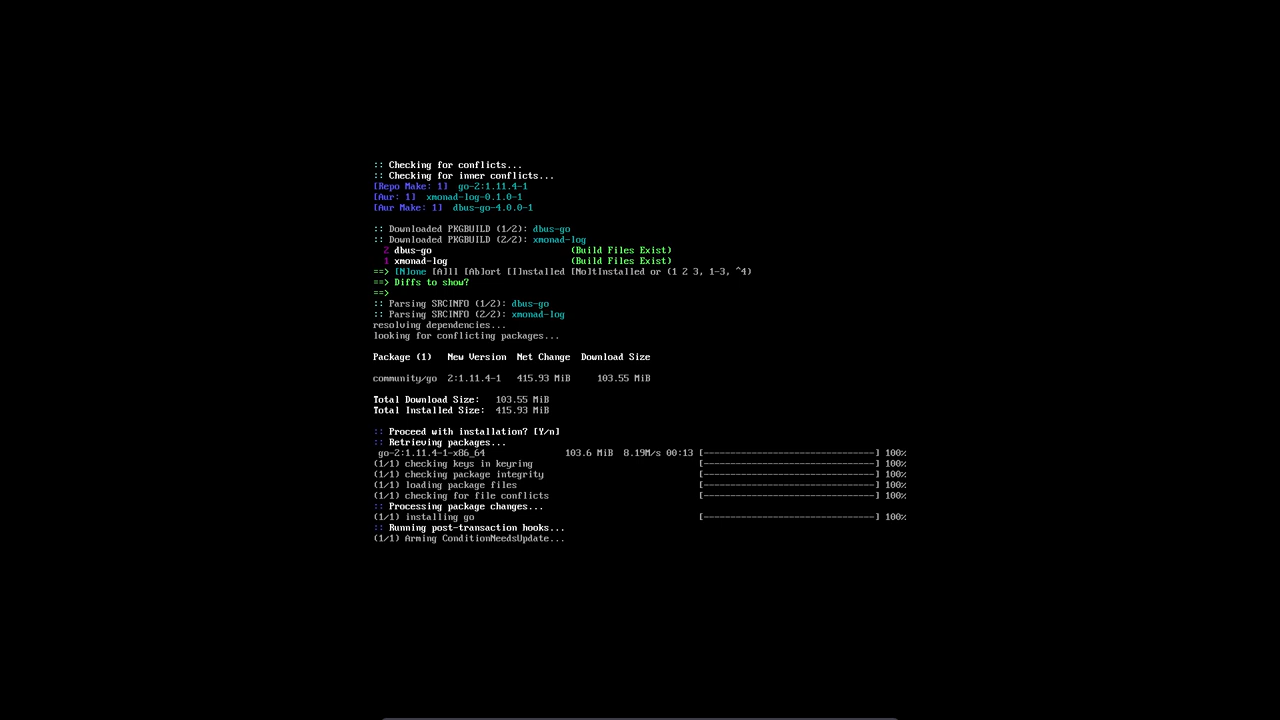 :: Checking for conflicts...
:: Checking for inner conflicts...
[Repo Make: 1]  go-2:1.11.4-1
[Aur: 1]  xmonad-log-0.1.0-1
[Aur Make: 1]  dbus-go-4.0.0-1
:: Downloaded PKGBUILD (1/2): dbus-go
:: Downloaded PKGBUILD (2/2): xmonad-log
  2 dbus-go                          (Build Files Exist)
  1 xmonad-log                       (Build Files Exist)
==> [N]one [A]ll [Ab]ort [I]nstalled [No]tInstalled or (1 2 3, 1-3, ^4)
==> Diffs to show?
==>
:: Parsing SRCINFO (1/2): dbus-go
:: Parsing SRCINFO (2/2): xmonad-log
resolving dependencies...
looking for conflicting packages...
Package (1)   New Version  Net Change  Download Size
community/go  2:1.11.4-1   415.93 MiB     103.55 MiB
Total Download Size:   103.55 MiB
Total Installed Size:  415.93 MiB
:: Proceed with installation? [Y/n]
:: Retrieving packages...
 go-2:1.11.4-1-x86_64               103.6 MiB  8.19M/s 00:13 [--------------------------------] 100%
(1/1) checking keys in keyring                               [--------------------------------] 100%
(1/1) checking package integrity                             [--------------------------------] 100%
(1/1) loading package files                                  [--------------------------------] 100%
(1/1) checking for file conflicts                            [--------------------------------] 100%
:: Processing package changes...
(1/1) installing go                                          [--------------------------------] 100%
:: Running post-transaction hooks...
(1/1) Arming ConditionNeedsUpdate...